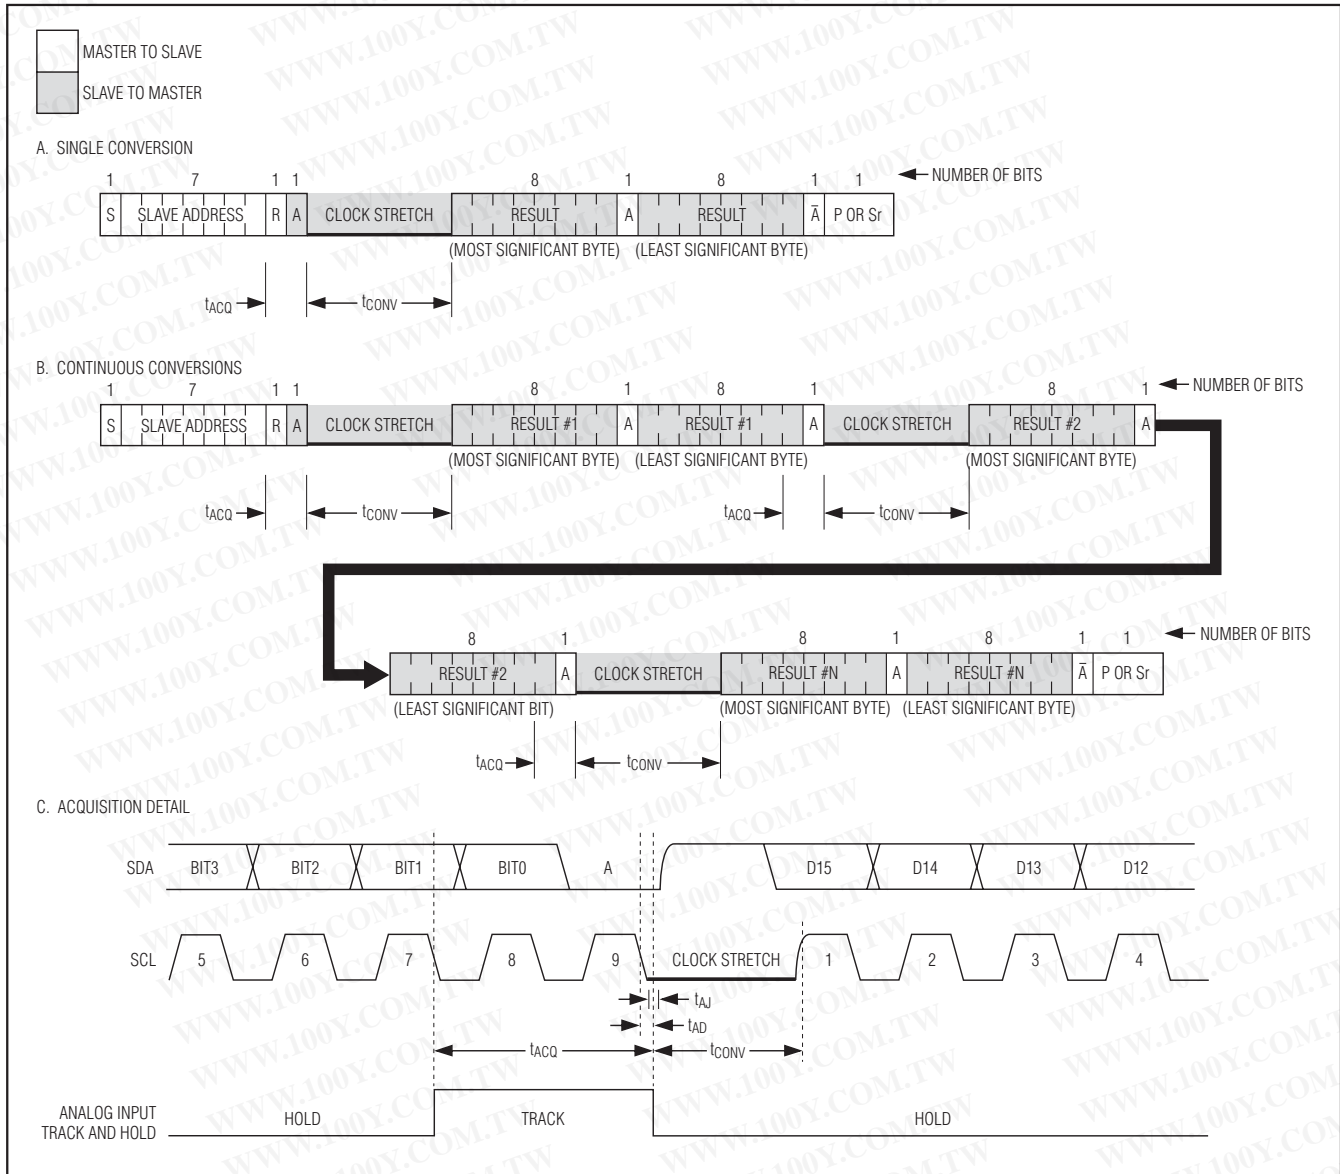 MASTER TO SLAVE
SLAVE TO MASTER
A. SINGLE CONVERSION
1 7 1 1 8 1 8 1 1 NUMBER OF BITS
S SLAVE ADDRESS R A CLOCK STRETCH RESULT A RESULT A̅ P OR Sr
(MOST SIGNIFICANT BYTE) (LEAST SIGNIFICANT BYTE)
tACQ tCONV
B. CONTINUOUS CONVERSIONS
1 7 1 1 8 1 8 1 8 1 NUMBER OF BITS
S SLAVE ADDRESS R A CLOCK STRETCH RESULT #1 A RESULT #1 A CLOCK STRETCH RESULT #2 A
(MOST SIGNIFICANT BYTE) (LEAST SIGNIFICANT BYTE) (MOST SIGNIFICANT BYTE)
tACQ tCONV tACQ tCONV
8 1 8 1 8 1 1 NUMBER OF BITS
RESULT #2 A CLOCK STRETCH RESULT #N A RESULT #N A̅ P OR Sr
(LEAST SIGNIFICANT BIT) (MOST SIGNIFICANT BYTE) (LEAST SIGNIFICANT BYTE)
tACQ tCONV
C. ACQUISITION DETAIL
SDA BIT3 BIT2 BIT1 BIT0 A D15 D14 D13 D12
SCL 5 6 7 8 9 CLOCK STRETCH 1 2 3 4
tAJ
tAD
tACQ tCONV
ANALOG INPUT
TRACK AND HOLD
HOLD TRACK HOLD
WWW.100Y.COM.TW